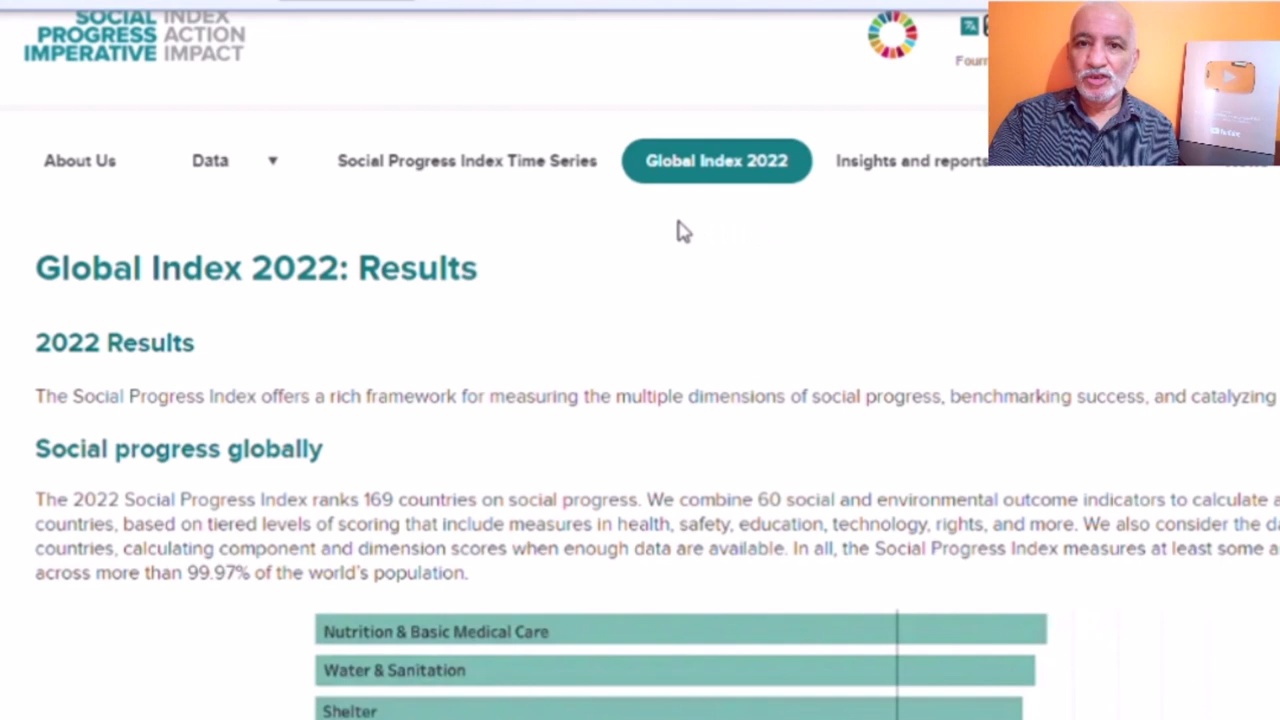 SOCIAL INDEX
PROGRESS ACTION
IMPERATIVE IMPACT
About Us
Data
Social Progress Index Time Series
Global Index 2022
Insights and reports
Global Index 2022: Results
2022 Results
The Social Progress Index offers a rich framework for measuring the multiple dimensions of social progress, benchmarking success, and catalyzing
Social progress globally
The 2022 Social Progress Index ranks 169 countries on social progress. We combine 60 social and environmental outcome indicators to calculate a
countries, based on tiered levels of scoring that include measures in health, safety, education, technology, rights, and more. We also consider the d
countries, calculating component and dimension scores when enough data are available. In all, the Social Progress Index measures at least some a
across more than 99.97% of the world's population.
Nutrition & Basic Medical Care
Water & Sanitation
Shelter